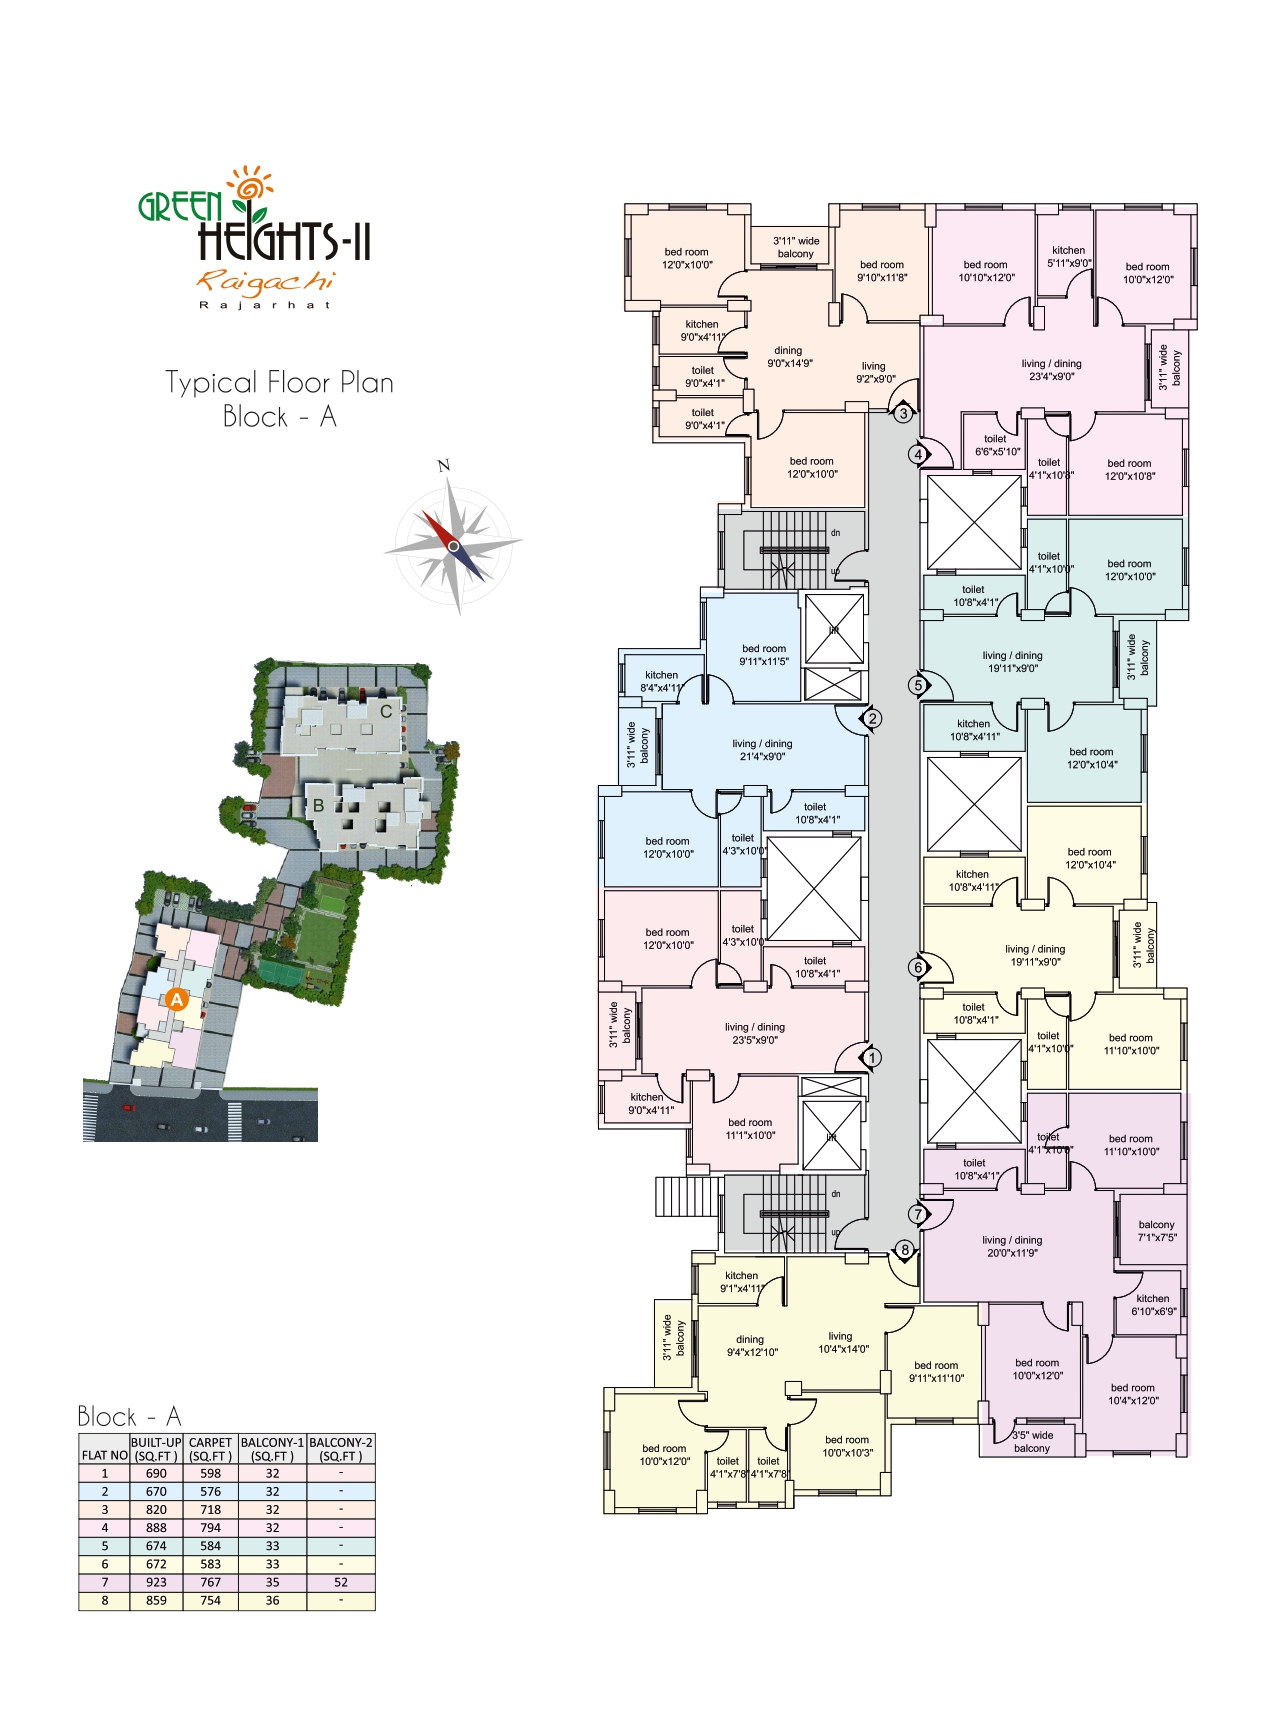 GREEN
HEIGHTS-II
Raigachi
Rajarhat
Typical Floor Plan
Block - A
N
C
B
A
bed room
12'0"x10'0"
3'11" wide
balcony
bed room
9'10"x11'8"
kitchen
9'0"x4'11"
dining
9'0"x14'9"
living
9'2"x9'0"
toilet
9'0"x4'1"
toilet
9'0"x4'1"
bed room
12'0"x10'0"
3
bed room
10'10"x12'0"
kitchen
5'11"x9'0"
bed room
10'0"x12'0"
living / dining
23'4"x9'0"
3'11" wide
balcony
toilet
6'6"x5'10"
toilet
4'1"x10'8"
bed room
12'0"x10'8"
4
dn
up
lift
toilet
4'1"x10'0"
bed room
12'0"x10'0"
toilet
10'8"x4'1"
living / dining
19'11"x9'0"
3'11" wide
balcony
5
kitchen
10'8"x4'11"
bed room
12'0"x10'4"
bed room
9'11"x11'5"
kitchen
8'4"x4'11"
3'11" wide
balcony
living / dining
21'4"x9'0"
2
toilet
10'8"x4'1"
bed room
12'0"x10'0"
toilet
4'3"x10'0"
bed room
12'0"x10'4"
kitchen
10'8"x4'11"
living / dining
19'11"x9'0"
3'11" wide
balcony
6
toilet
10'8"x4'1"
toilet
4'1"x10'0"
bed room
11'10"x10'0"
bed room
12'0"x10'0"
toilet
4'3"x10'0"
toilet
10'8"x4'1"
3'11" wide
balcony
living / dining
23'5"x9'0"
1
kitchen
9'0"x4'11"
bed room
11'1"x10'0"
lift
dn
up
toilet
4'1"x10'0"
bed room
11'10"x10'0"
toilet
10'8"x4'1"
7
living / dining
20'0"x11'9"
balcony
7'1"x7'5"
kitchen
6'10"x6'9"
bed room
10'0"x12'0"
bed room
10'4"x12'0"
3'5" wide
balcony
8
kitchen
9'1"x4'11"
3'11" wide
balcony
dining
9'4"x12'10"
living
10'4"x14'0"
bed room
9'11"x11'10"
bed room
10'0"x12'0"
toilet
4'1"x7'8"
toilet
4'1"x7'8"
bed room
10'0"x10'3"
Block - A
FLAT NO BUILT-UP (SQ.FT ) CARPET (SQ.FT ) BALCONY-1 (SQ.FT ) BALCONY-2 (SQ.FT )
1 690 598 32 -
2 670 576 32 -
3 820 718 32 -
4 888 794 32 -
5 674 584 33 -
6 672 583 33 -
7 923 767 35 52
8 859 754 36 -